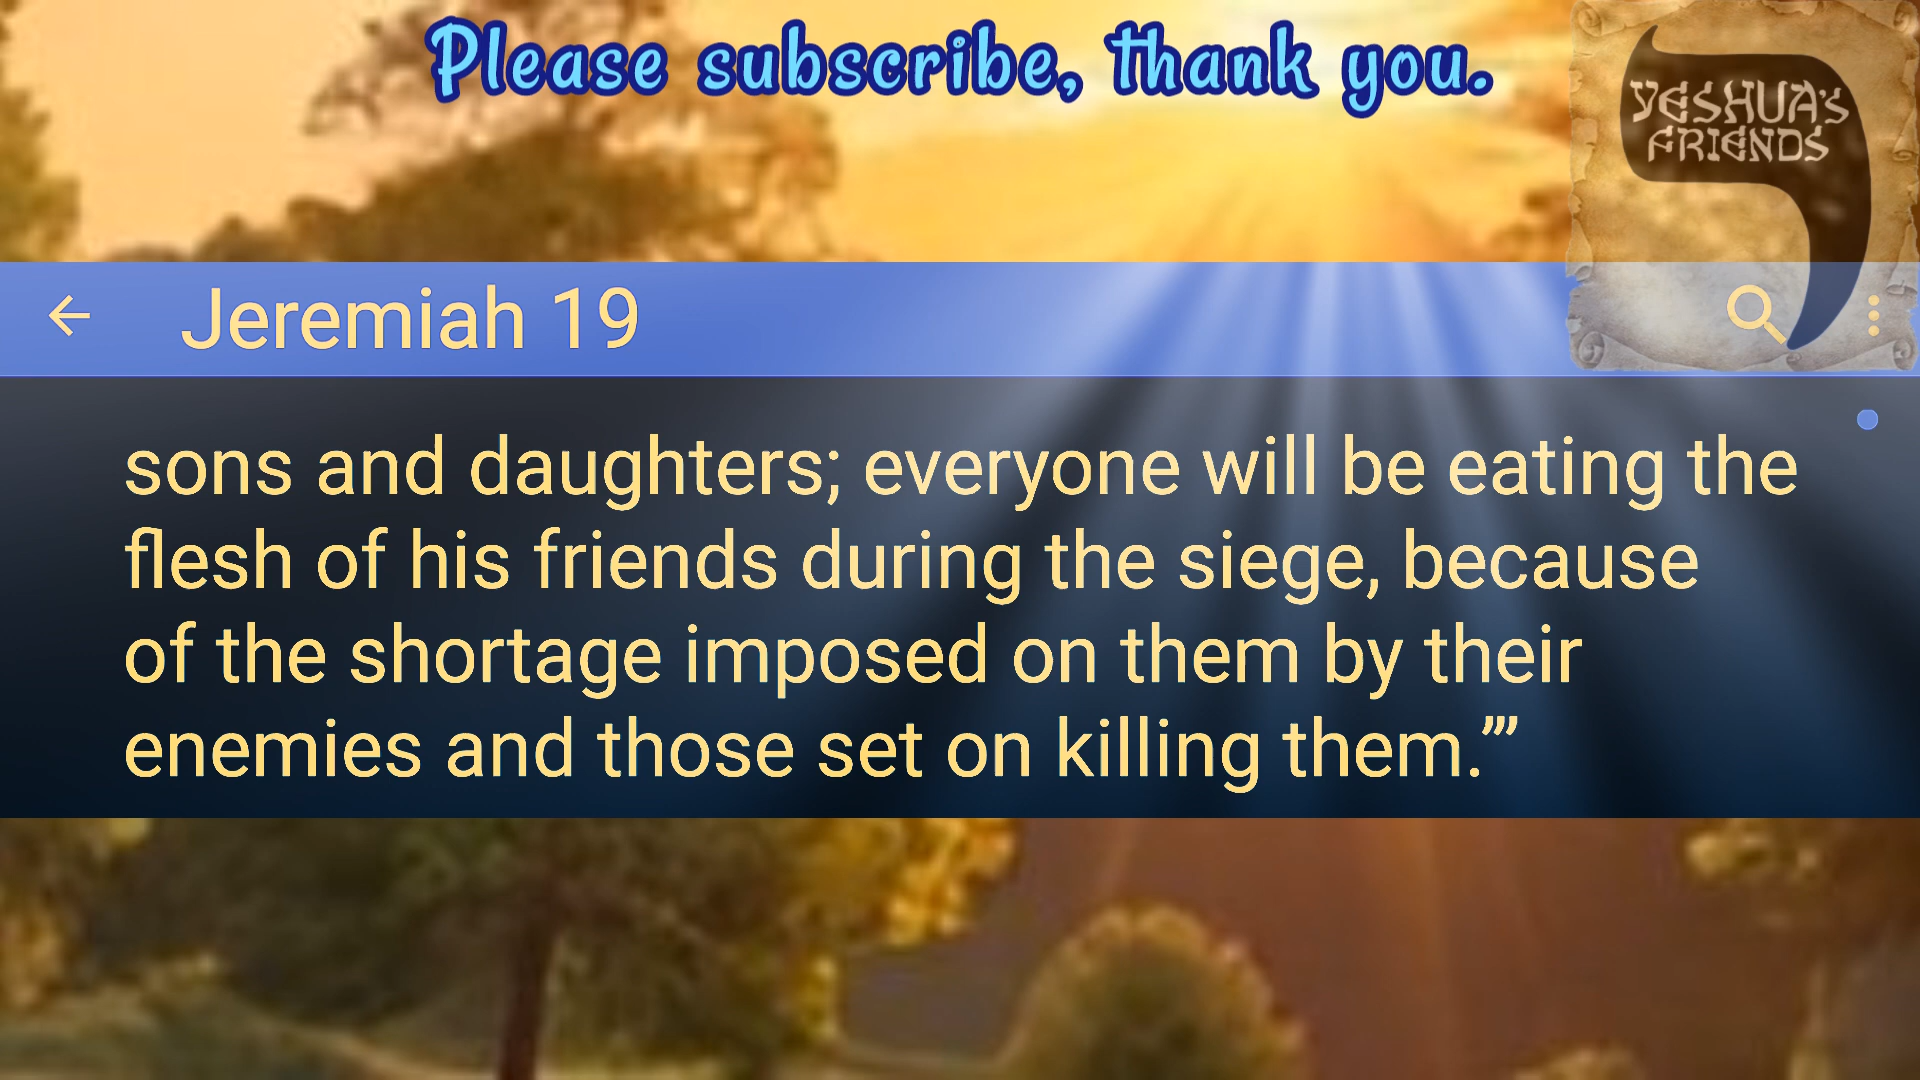 Please subscribe, thank you.
YESHUA'S
FRIENDS
Jeremiah 19
sons and daughters; everyone will be eating the
flesh of his friends during the siege, because
of the shortage imposed on them by their
enemies and those set on killing them.’”